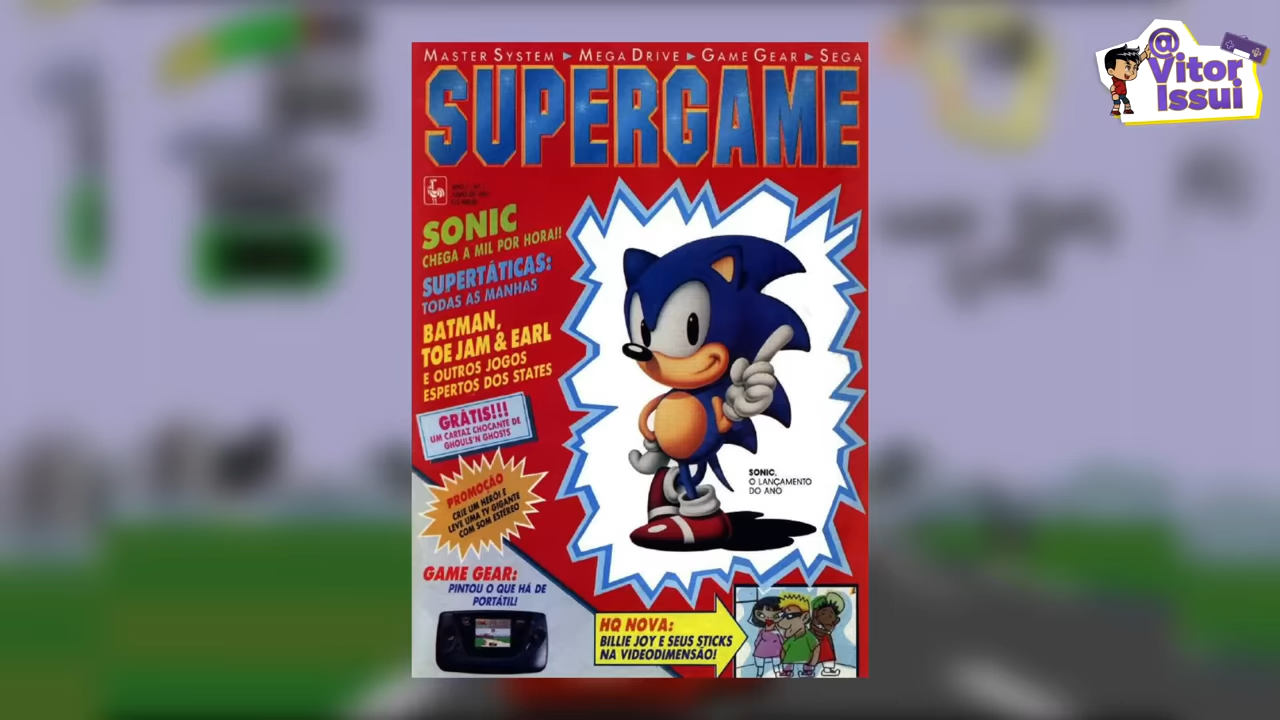 MASTER SYSTEM ▸ MEGA DRIVE ▸ GAME GEAR ▸ SEGA
SUPERGAME
SONIC
CHEGA A MIL POR HORA!!
SUPERTÁTICAS:
TODAS AS MANHAS
BATMAN,
TOE JAM & EARL
E OUTROS JOGOS
ESPERTOS DOS STATES
GRÁTIS!!!
UM CARTAZ CHOCANTE DE
GHOULS'N GHOSTS
PROMOÇÃO
CRIE UM HERÓI E
LEVE UMA TV GIGANTE
COM SOM ESTÉREO
GAME GEAR:
PINTOU O QUE HÁ DE
PORTÁTIL!
SONIC,
O LANÇAMENTO
DO ANO
HQ NOVA:
BILLIE JOY E SEUS STICKS
NA VIDEODIMENSÃO!
@
Vitor
Issui